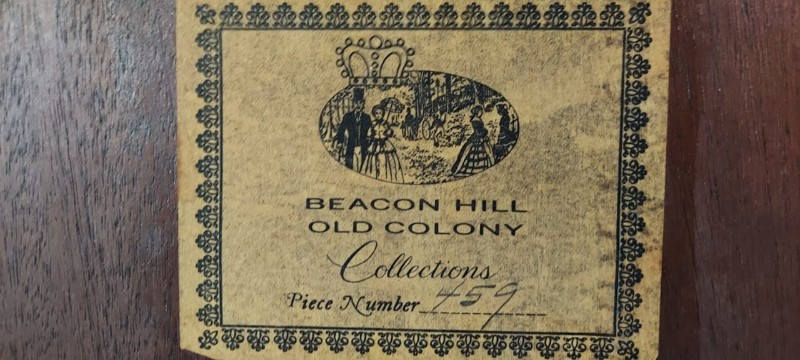 BEACON HILL
OLD COLONY
Collections
Piece Number 459